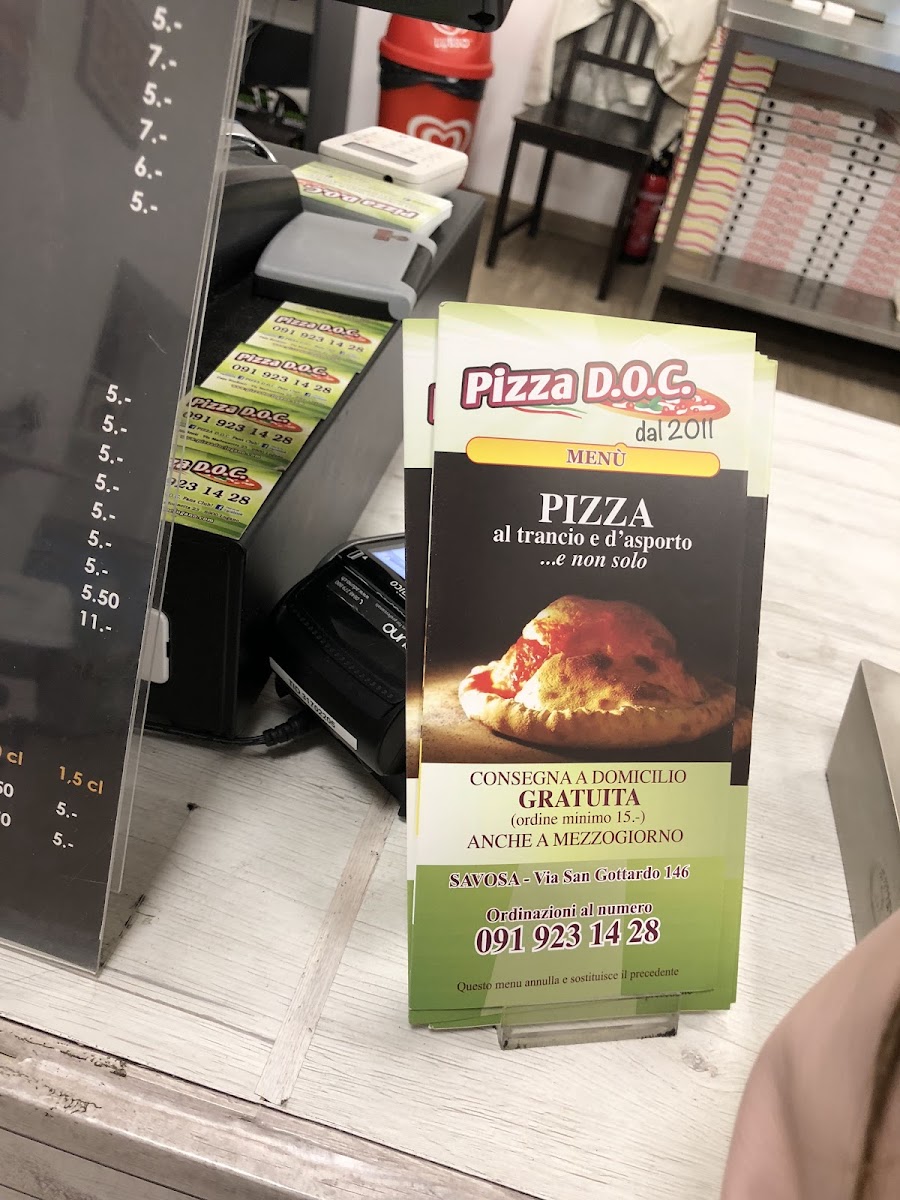 5.-
7.-
5.-
7.-
6.-
5.-
5.-
5.-
5.-
5.-
5.-
5.-
5.-
5.50
11.-
cl 1,5 cl
50 5.-
5.-
Pizza D.O.C.
Pizza D.O.C.
091 923 14 28
Pizza D.O.C.
091 923 14 28
Pizza D.O.C.
091 923 14 28
zza D.O.C.
923 14 28
Pizza D.O.C.
dal 2011
MENÙ
PIZZA
al trancio e d'asporto
...e non solo
CONSEGNA A DOMICILIO
GRATUITA
(ordine minimo 15.-)
ANCHE A MEZZOGIORNO
SAVOSA - Via San Gottardo 146
Ordinazioni al numero
091 923 14 28
Questo menu annulla e sostituisce il precedente